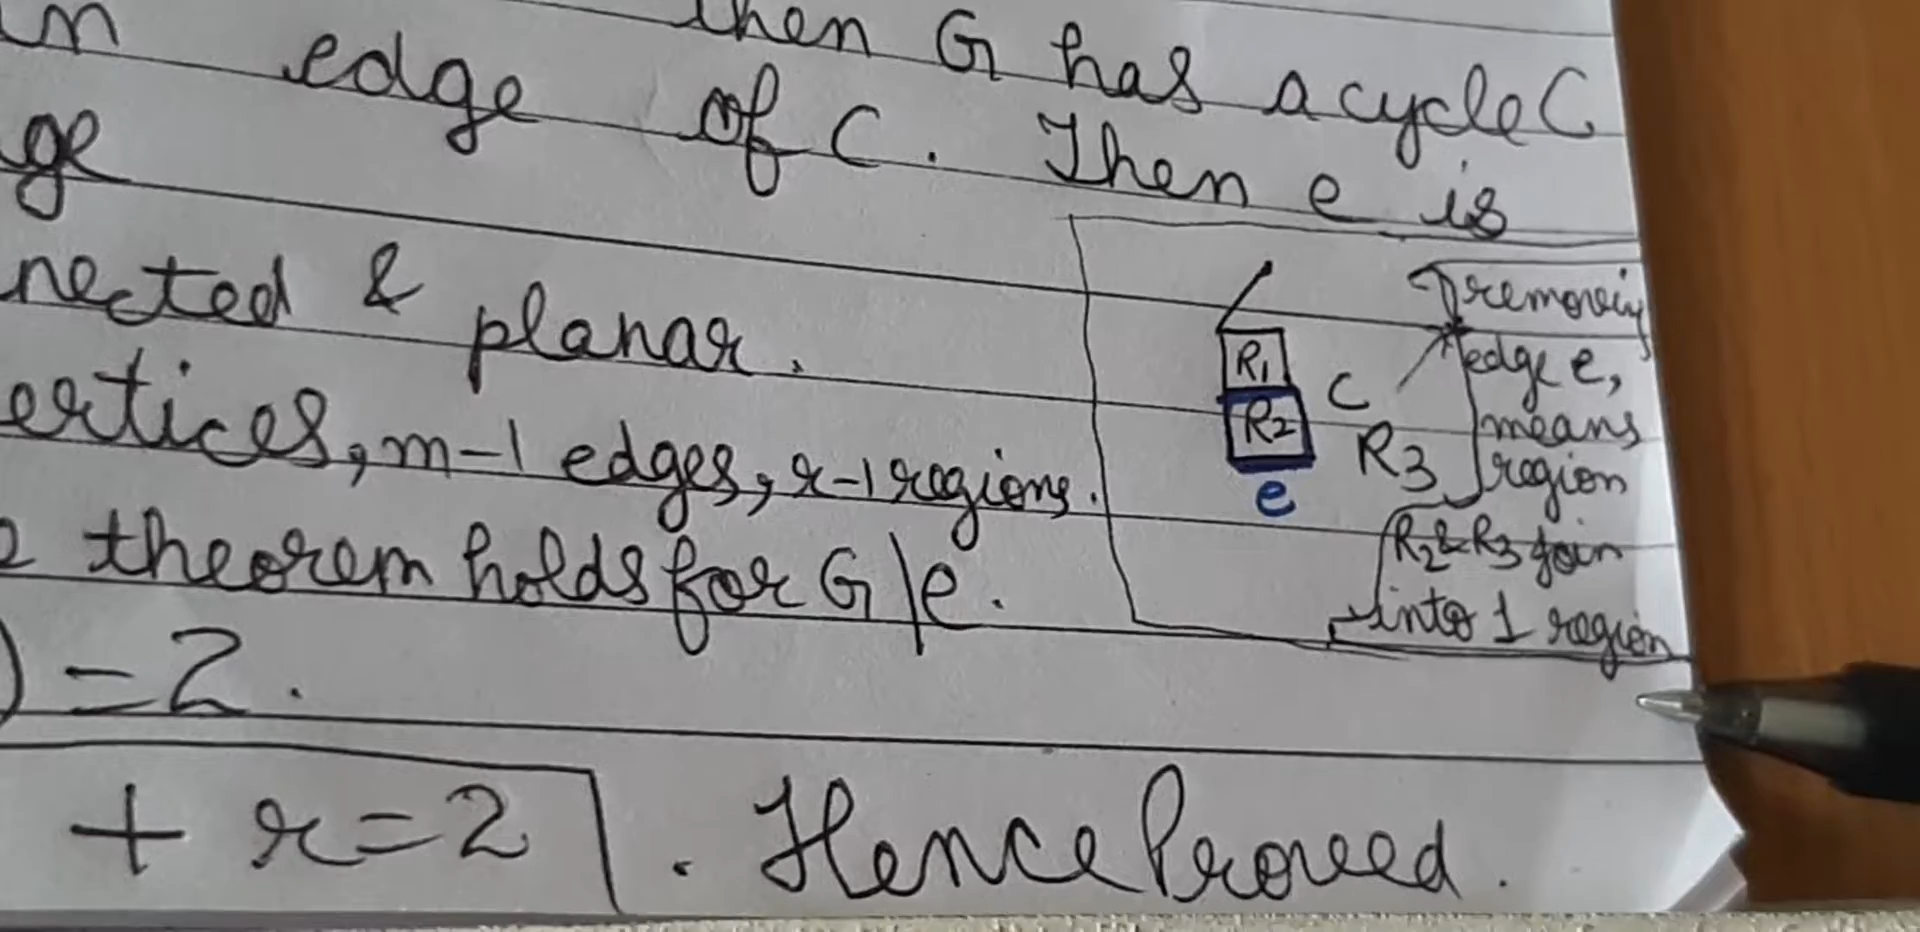 then G has a cycle C
edge of C. Then e is
nected & planar.
ertices, m-1 edges, r-1 regions.
theorem holds for G\e.
) = 2.
+ r = 2. Hence Proved.
R1
R2
C
R3
e
removing
edge e,
means
region
R2 & R3 join
into 1 region